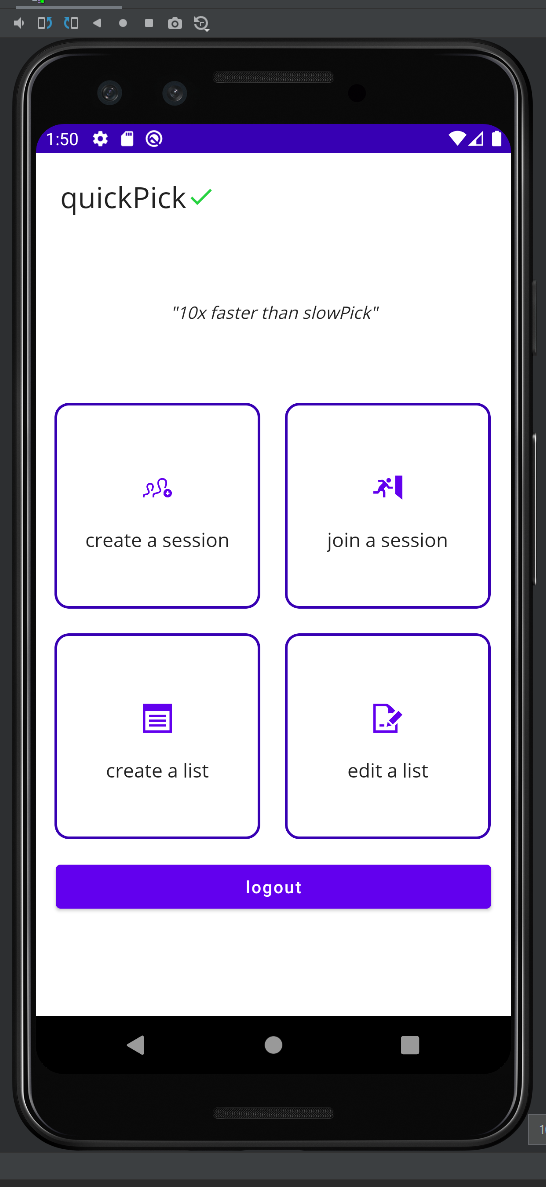 1:50
quickPick
"10x faster than slowPick"
create a session
join a session
create a list
edit a list
logout